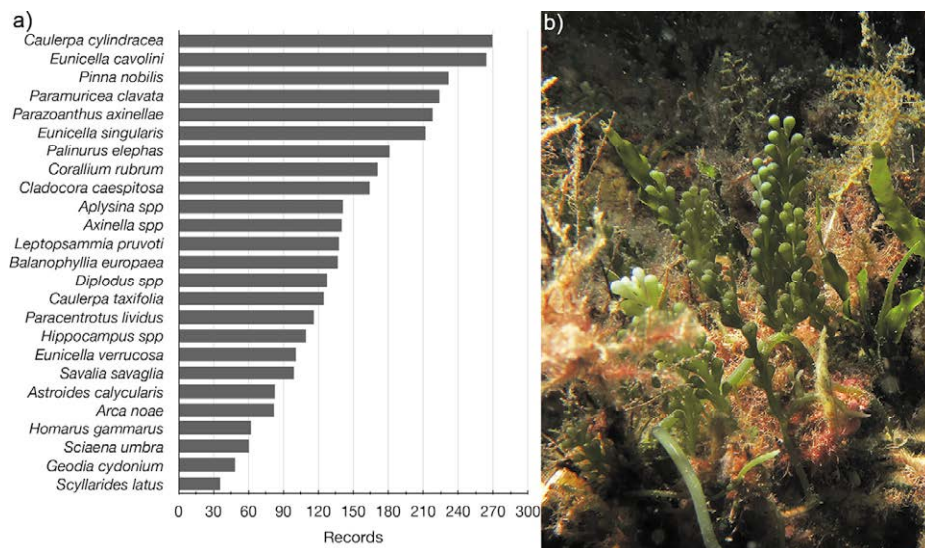 a)
Caulerpa cylindracea
Eunicella cavolini
Pinna nobilis
Paramuricea clavata
Parazoanthus axinellae
Eunicella singularis
Palinurus elephas
Corallium rubrum
Cladocora caespitosa
Aplysina spp
Axinella spp
Leptopsammia pruvoti
Balanophyllia europaea
Diplodus spp
Caulerpa taxifolia
Paracentrotus lividus
Hippocampus spp
Eunicella verrucosa
Savalia savaglia
Astroides calycularis
Arca noae
Homarus gammarus
Sciaena umbra
Geodia cydonium
Scyllarides latus
0 30 60 90 120 150 180 210 240 270 300
Records
b)